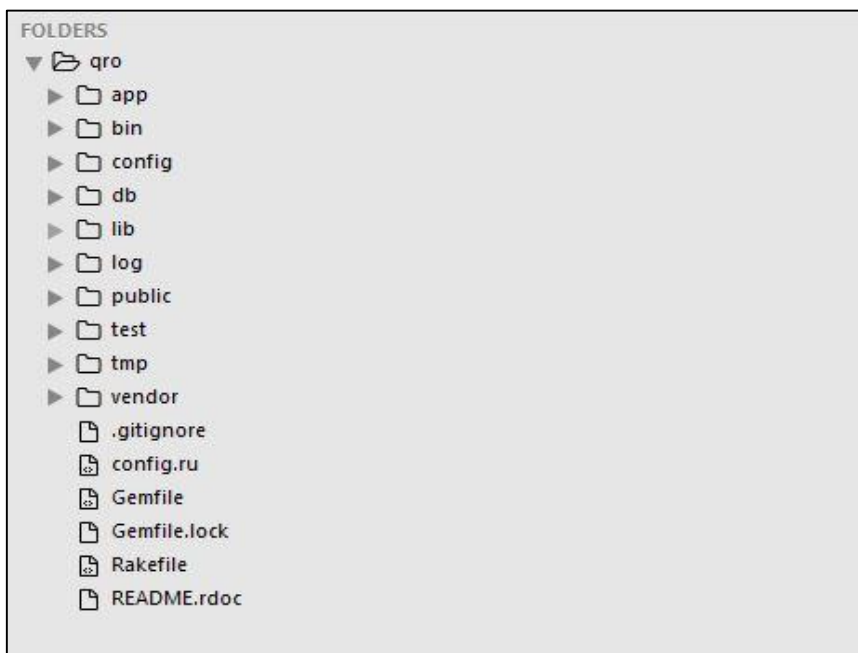 FOLDERS
qro
app
bin
config
db
lib
log
public
test
tmp
vendor
.gitignore
config.ru
Gemfile
Gemfile.lock
Rakefile
README.rdoc